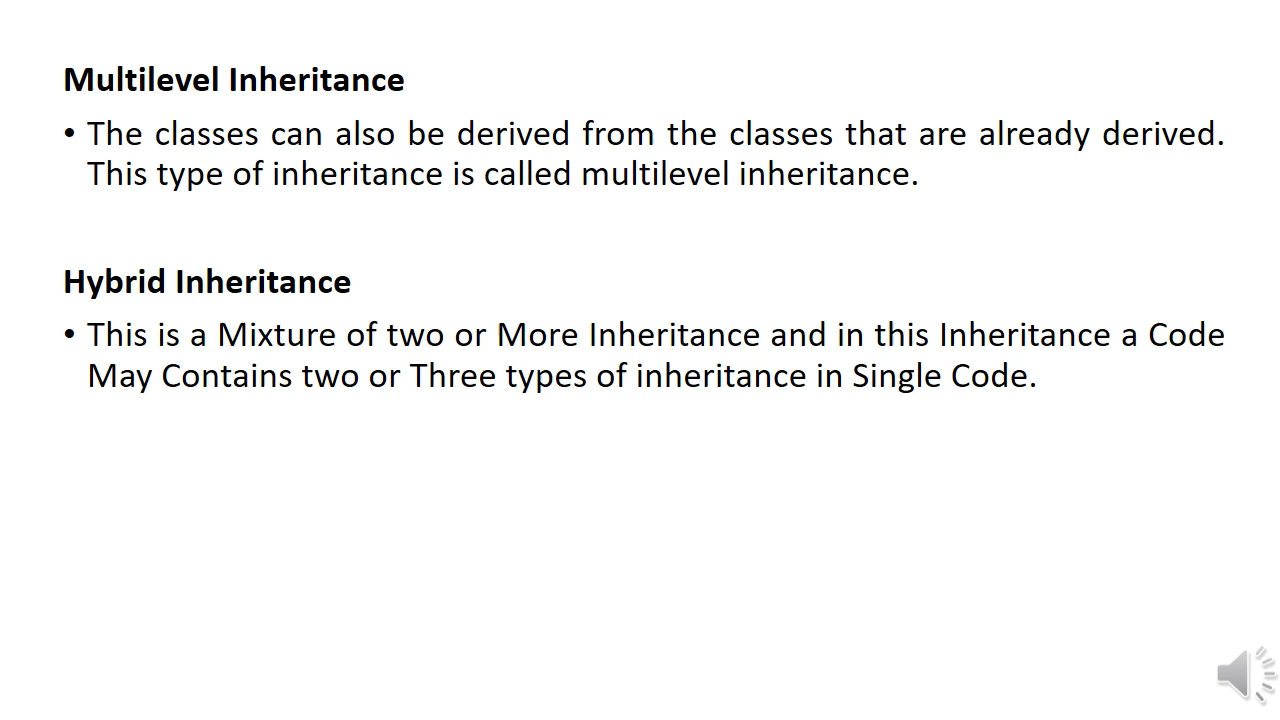 Multilevel Inheritance
• The classes can also be derived from the classes that are already derived.
This type of inheritance is called multilevel inheritance.
Hybrid Inheritance
• This is a Mixture of two or More Inheritance and in this Inheritance a Code
May Contains two or Three types of inheritance in Single Code.